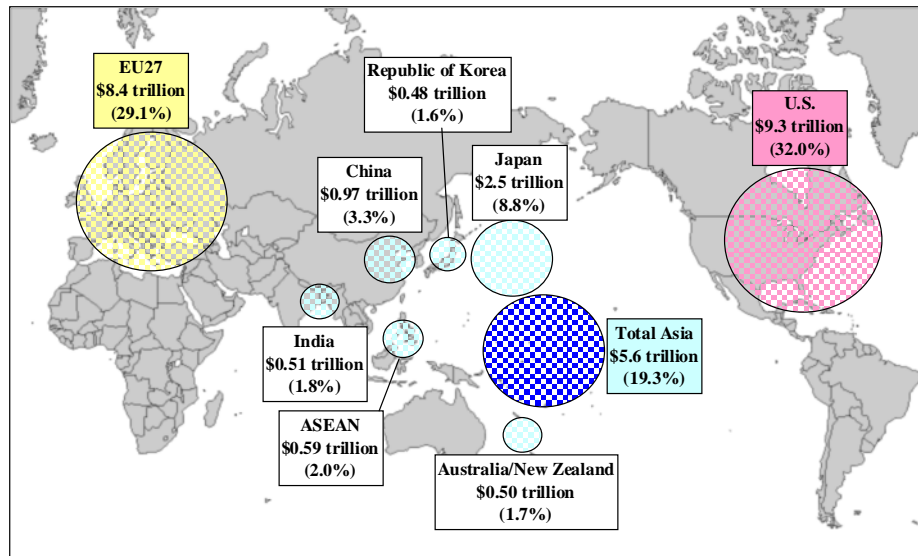 EU27
$8.4 trillion
(29.1%)
Republic of Korea
$0.48 trillion
(1.6%)
U.S.
$9.3 trillion
(32.0%)
China
$0.97 trillion
(3.3%)
Japan
$2.5 trillion
(8.8%)
India
$0.51 trillion
(1.8%)
Total Asia
$5.6 trillion
(19.3%)
ASEAN
$0.59 trillion
(2.0%)
Australia/New Zealand
$0.50 trillion
(1.7%)